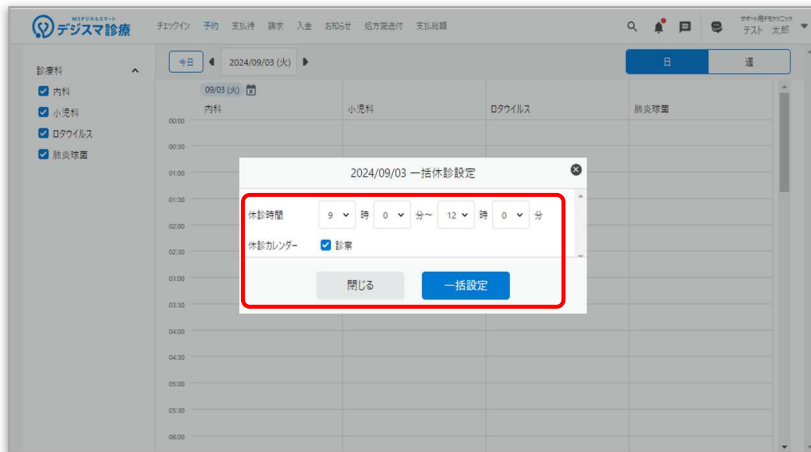 M3デジカルスマート
デジスマ診療
チェックイン 予約 支払待 請求 入金 お知らせ 処方箋送付 支払総額
サポート用デモクリニック
テスト 太郎
診療科
内科
小児科
ロタウイルス
肺炎球菌
今日 2024/09/03 (火) 日 週
09/03 (火)
内科 小児科 ロタウイルス 肺炎球菌
00:00
00:30
01:00
01:30
02:00
02:30
03:00
03:30
04:00
04:30
05:00
05:30
06:00
2024/09/03 一括休診設定
休診時間 9 時 0 分～ 12 時 0 分
休診カレンダー 診察
閉じる 一括設定